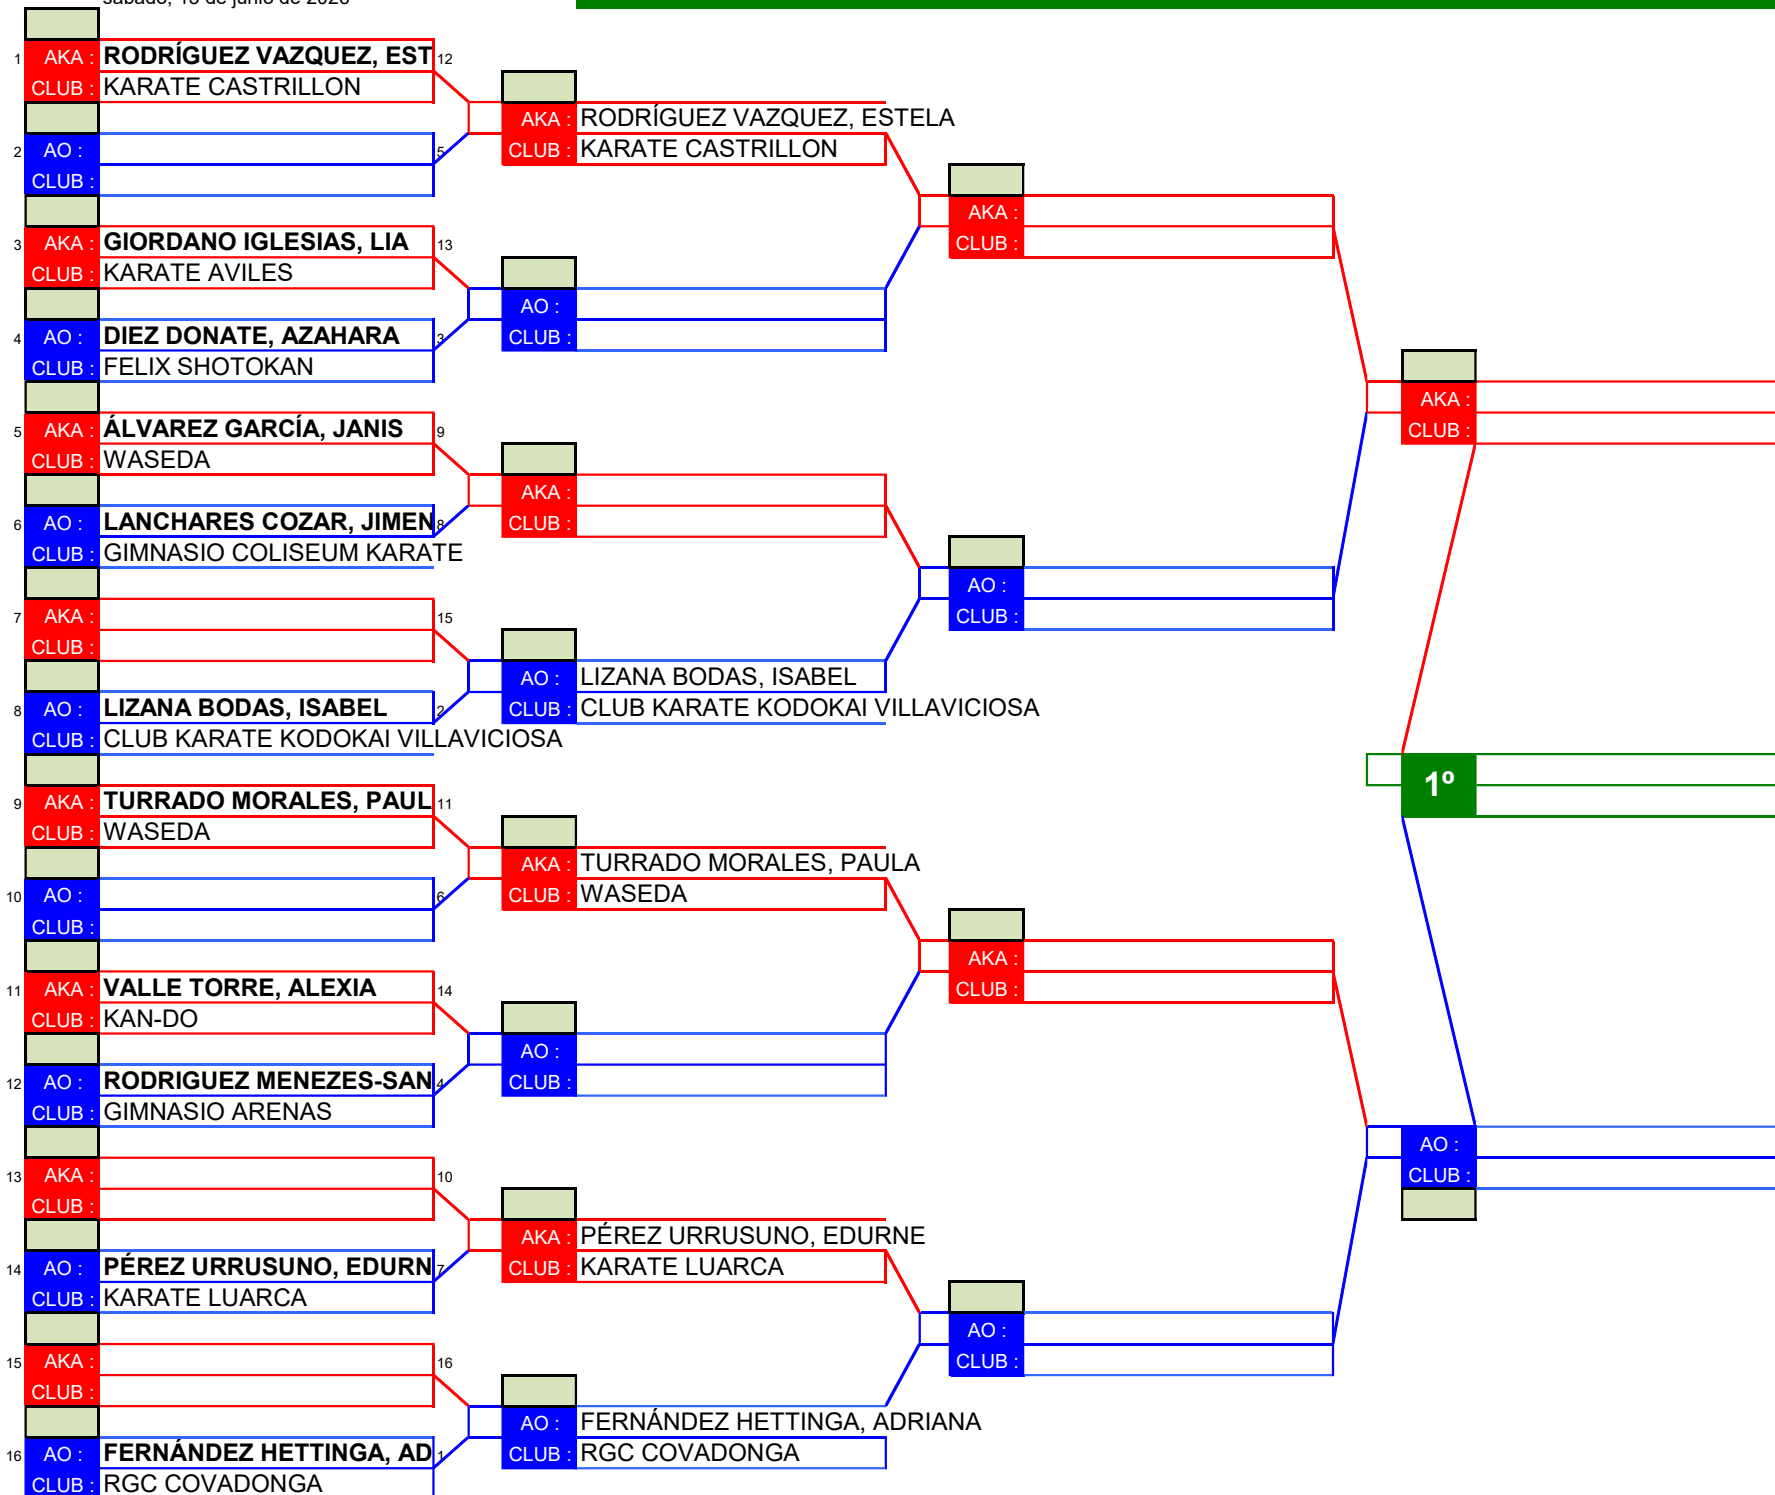 1 AKA : RODRÍGUEZ VAZQUEZ, EST 12
CLUB : KARATE CASTRILLON
AKA : RODRÍGUEZ VAZQUEZ, ESTELA
2 AO : 5
CLUB : KARATE CASTRILLON
CLUB :
AKA :
3 AKA : GIORDANO IGLESIAS, LIA 13
CLUB :
CLUB : KARATE AVILES
AO :
4 AO : DIEZ DONATE, AZAHARA 3
CLUB :
CLUB : FELIX SHOTOKAN
AKA :
5 AKA : ÁLVAREZ GARCÍA, JANIS 9
CLUB :
CLUB : WASEDA
AKA :
6 AO : LANCHARES COZAR, JIMEN 8
CLUB :
CLUB : GIMNASIO COLISEUM KARATE
AO :
7 AKA : 15
CLUB :
CLUB :
AO : LIZANA BODAS, ISABEL
8 AO : LIZANA BODAS, ISABEL 2
CLUB : CLUB KARATE KODOKAI VILLAVICIOSA
CLUB : CLUB KARATE KODOKAI VILLAVICIOSA
1º
9 AKA : TURRADO MORALES, PAUL 11
CLUB : WASEDA
AKA : TURRADO MORALES, PAULA
10 AO : 6
CLUB : WASEDA
CLUB :
AKA :
11 AKA : VALLE TORRE, ALEXIA 14
CLUB :
CLUB : KAN-DO
AO :
12 AO : RODRIGUEZ MENEZES-SAN 4
CLUB :
CLUB : GIMNASIO ARENAS
AO :
13 AKA : 10
CLUB :
CLUB :
AKA : PÉREZ URRUSUNO, EDURNE
14 AO : PÉREZ URRUSUNO, EDURN 7
CLUB : KARATE LUARCA
CLUB : KARATE LUARCA
AO :
15 AKA : 16
CLUB :
CLUB :
AO : FERNÁNDEZ HETTINGA, ADRIANA
16 AO : FERNÁNDEZ HETTINGA, AD 1
CLUB : RGC COVADONGA
CLUB : RGC COVADONGA